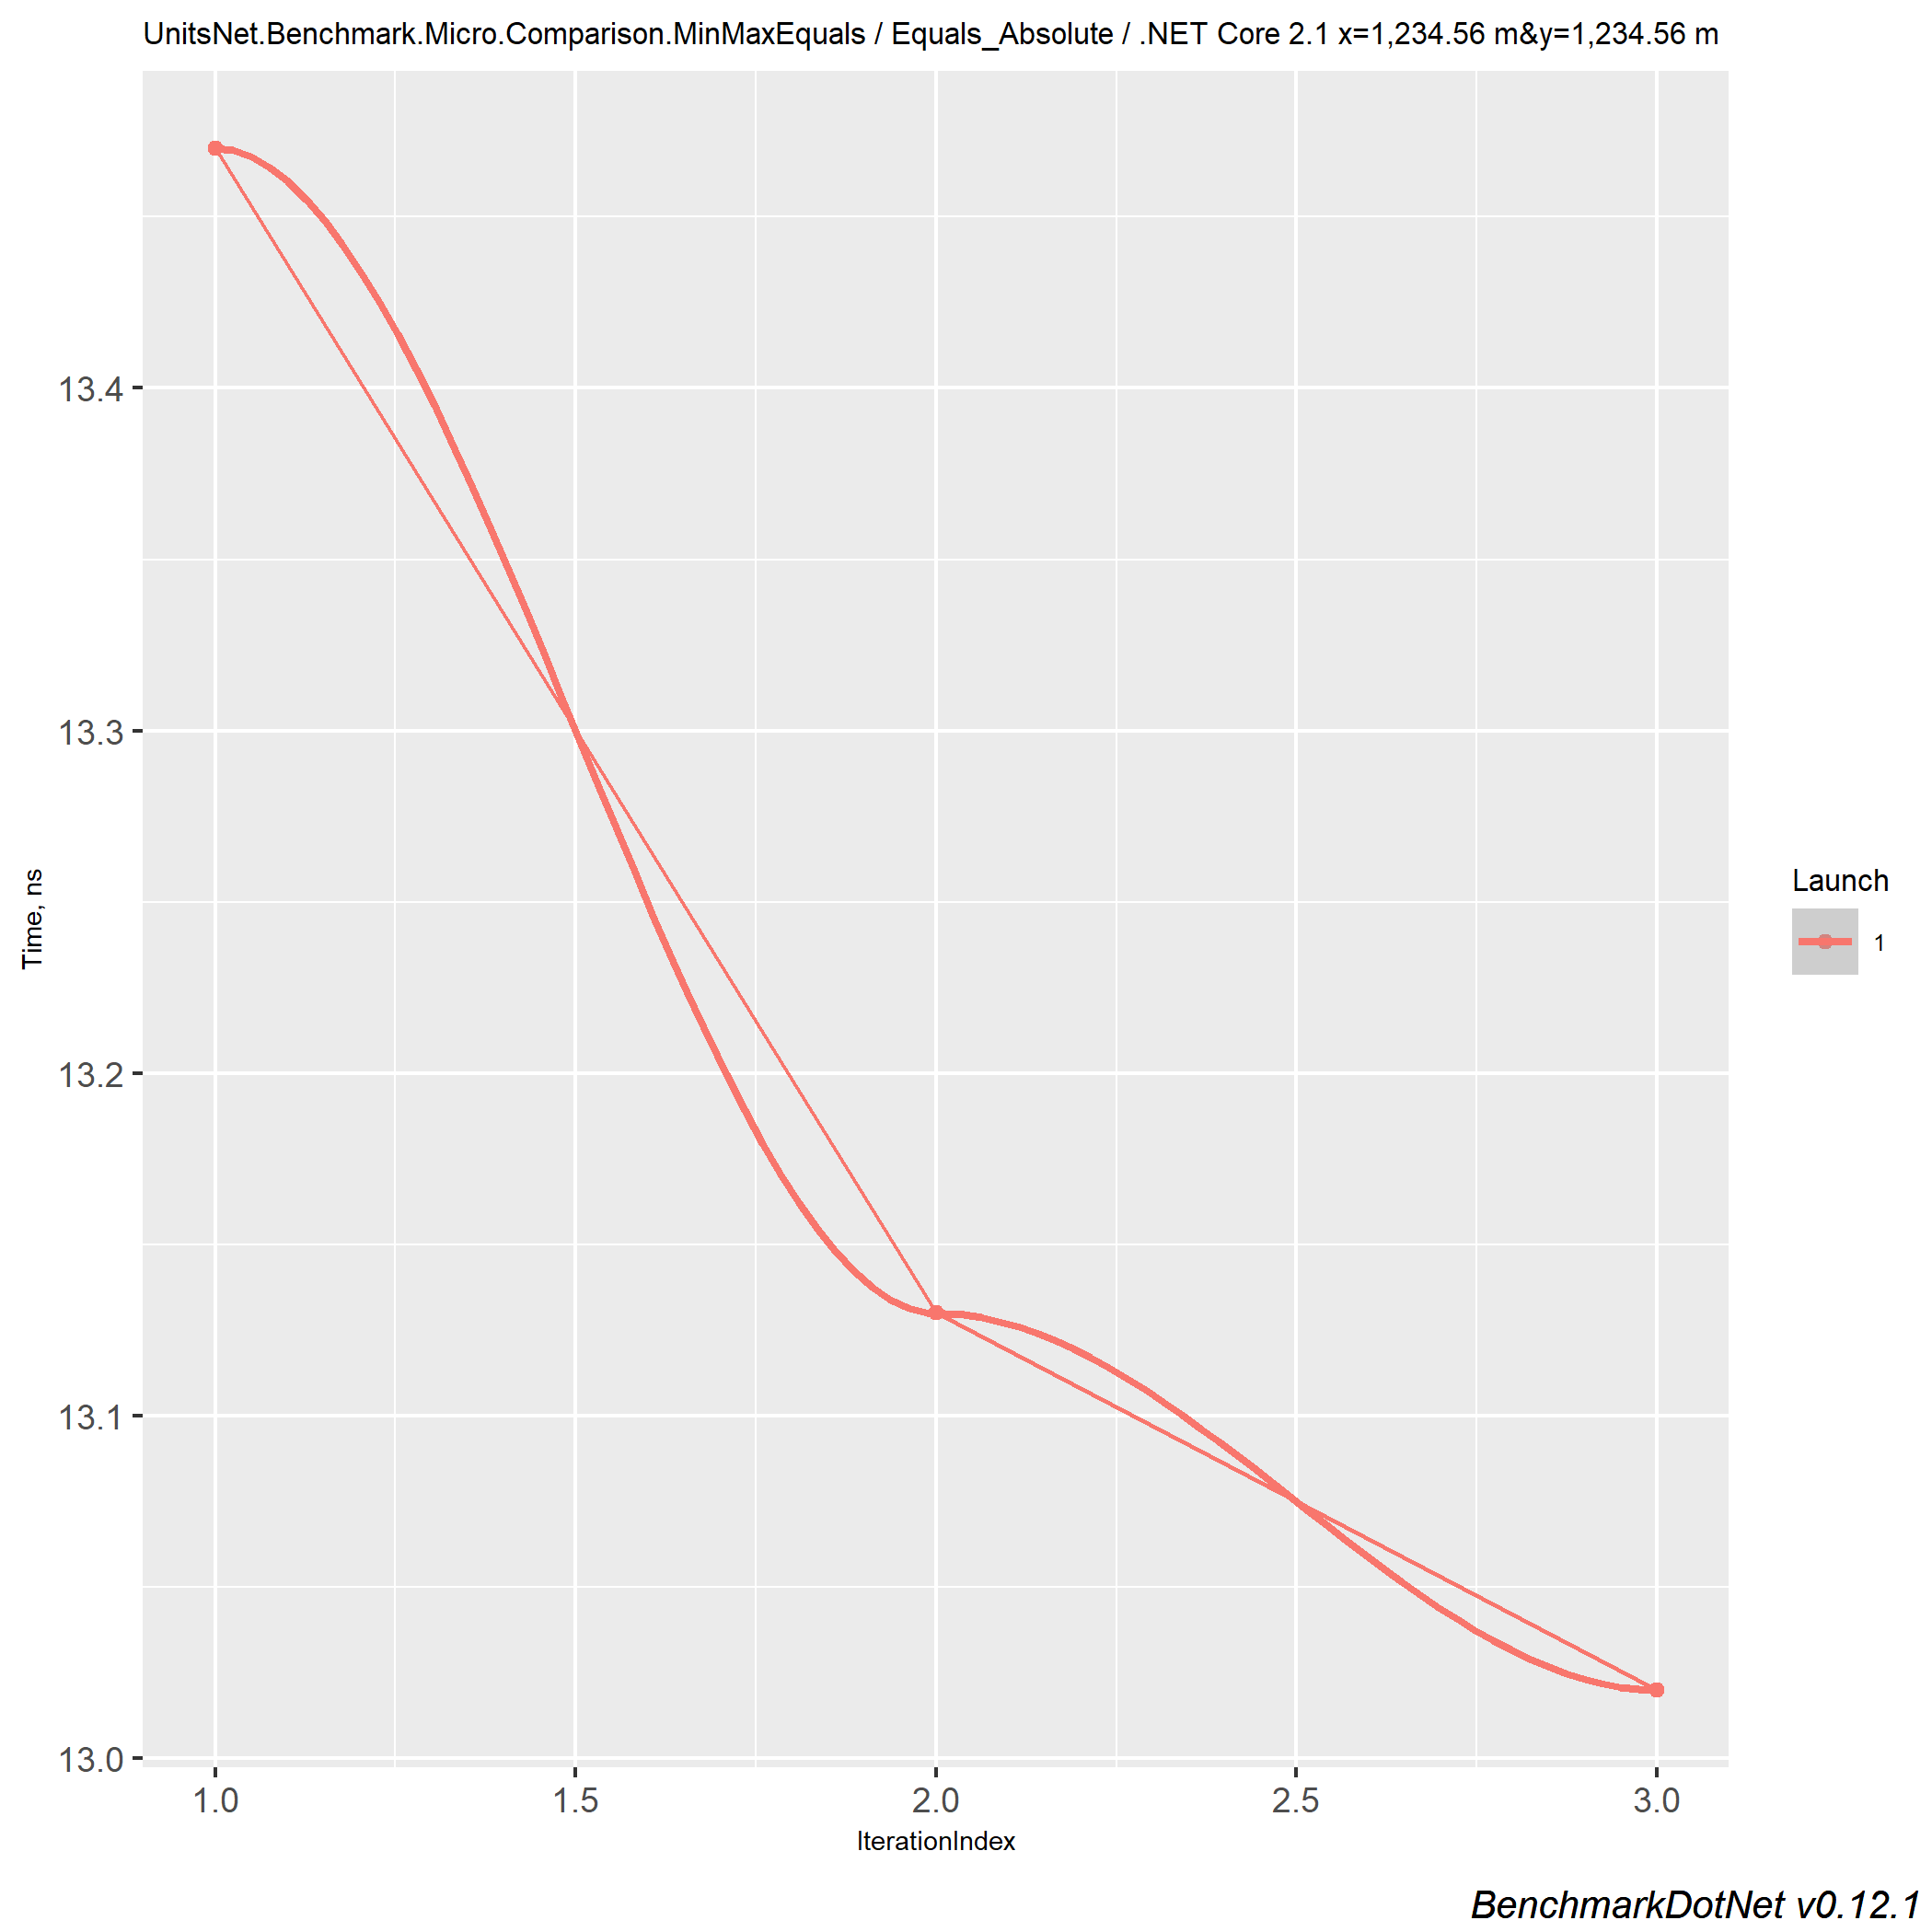 UnitsNet.Benchmark.Micro.Comparison.MinMaxEquals / Equals_Absolute / .NET Core 2.1 x=1,234.56 m&y=1,234.56 m
13.4
13.3
13.2
13.1
13.0
Time, ns
1.0 1.5 2.0 2.5 3.0
IterationIndex
Launch
1
BenchmarkDotNet v0.12.1